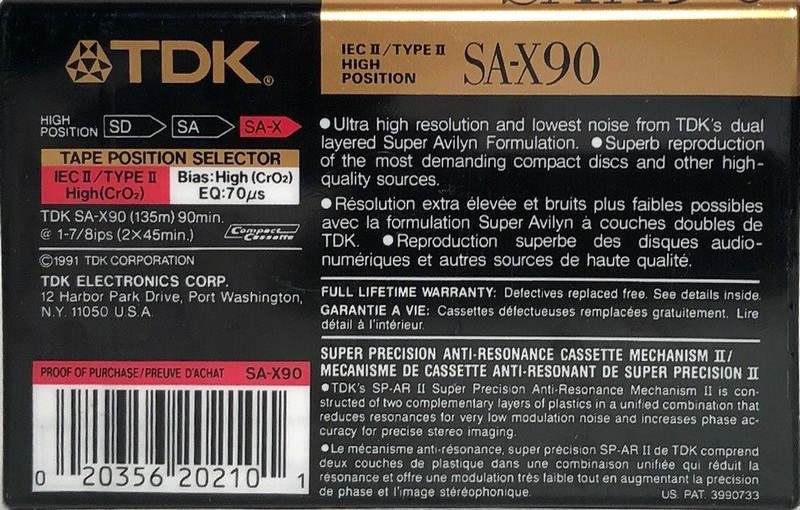 TDK®
IEC II/TYPE II
HIGH
POSITION
SA-X90
HIGH
POSITION
SD
SA
SA-X
TAPE POSITION SELECTOR
IEC II/TYPE II
High(CrO₂)
Bias:High (CrO₂)
EQ:70µs
TDK SA-X90 (135m) 90min.
@ 1-7/8ips (2×45min.)
Compact
Cassette
©1991 TDK CORPORATION
TDK ELECTRONICS CORP.
12 Harbor Park Drive, Port Washington,
N.Y. 11050 U.S.A.
PROOF OF PURCHASE/PREUVE D'ACHAT SA-X90
0 20356 20210 1
●Ultra high resolution and lowest noise from TDK's dual
layered Super Avilyn Formulation. ●Superb reproduction
of the most demanding compact discs and other high-
quality sources.
●Résolution extra élevée et bruits plus faibles possibles
avec la formulation Super Avilyn à couches doubles de
TDK. ●Reproduction superbe des disques audio-
numériques et autres sources de haute qualité.
FULL LIFETIME WARRANTY: Defectives replaced free. See details inside.
GARANTIE A VIE: Cassettes défectueuses remplacées gratuitement. Lire
détail à l'intérieur.
SUPER PRECISION ANTI-RESONANCE CASSETTE MECHANISM II/
MECANISME DE CASSETTE ANTI-RESONANT DE SUPER PRECISION II
●TDK's SP-AR II Super Precision Anti-Resonance Mechanism II is con-
structed of two complementary layers of plastics in a unified combination that
reduces resonances for very low modulation noise and increases phase ac-
curacy for precise stereo imaging.
●Le mécanisme anti-résonance, super précision SP-AR II de TDK comprend
deux couches de plastique dans une combinaison unifiée qui réduit la
résonance et offre une modulation très faible tout en augmentant la précision
de phase et l'image stéréophonique.
US. PAT. 3990733